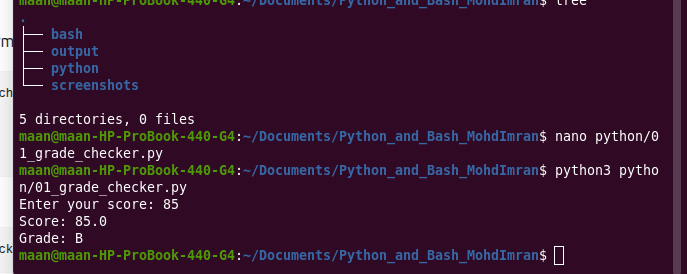 maan@maan-HP-ProBook-440-G4:~/Documents/Python_and_Bash_MohdImran$ tree
.
├── bash
├── output
├── python
└── screenshots
5 directories, 0 files
maan@maan-HP-ProBook-440-G4:~/Documents/Python_and_Bash_MohdImran$ nano python/0
1_grade_checker.py
maan@maan-HP-ProBook-440-G4:~/Documents/Python_and_Bash_MohdImran$ python3 pytho
n/01_grade_checker.py
Enter your score: 85
Score: 85.0
Grade: B
maan@maan-HP-ProBook-440-G4:~/Documents/Python_and_Bash_MohdImran$